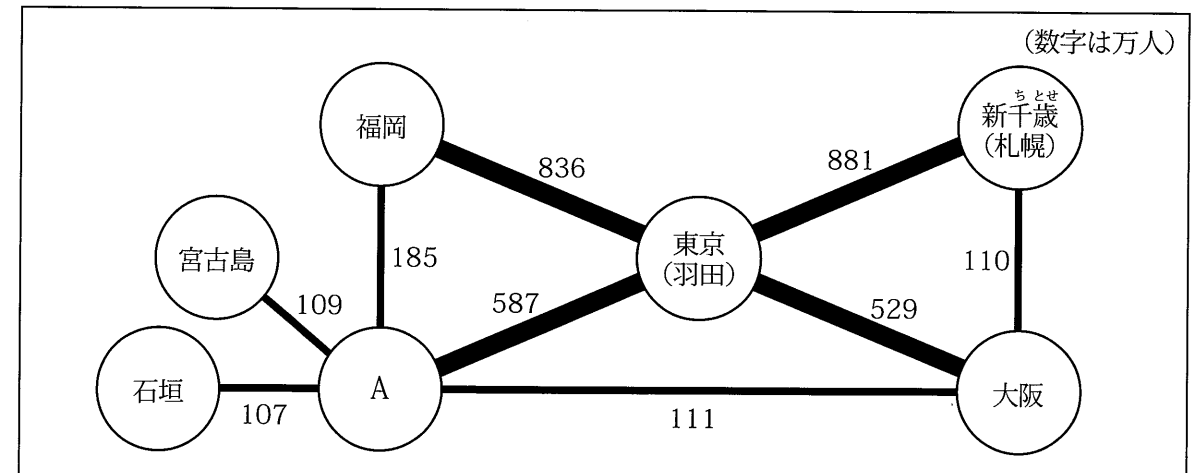 (数字は万人)
福岡
新千歳
ちとせ
(札幌)
836
881
東京
(羽田)
宮古島
185
110
109
587
529
石垣
A
大阪
107
111